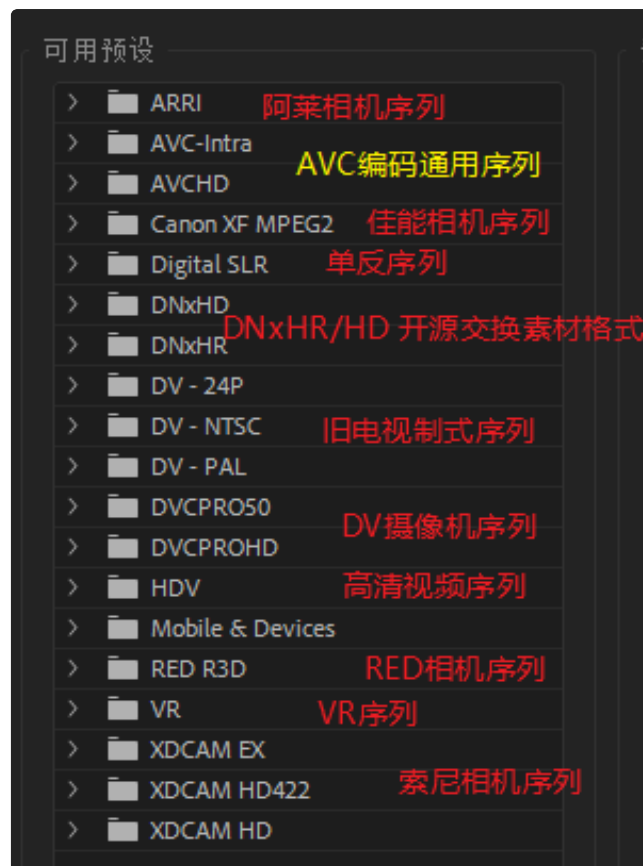 可用预设
ARRI 阿莱相机序列
AVC-Intra
AVC编码通用序列
AVCHD
Canon XF MPEG2 佳能相机序列
Digital SLR 单反序列
DNxHD
DNxHR/HD 开源交换素材格式
DNxHR
DV - 24P
DV - NTSC 旧电视制式序列
DV - PAL
DVCPRO50
DV摄像机序列
DVCPROHD
HDV 高清视频序列
Mobile & Devices
RED R3D RED相机序列
VR VR序列
XDCAM EX
XDCAM HD422 索尼相机序列
XDCAM HD